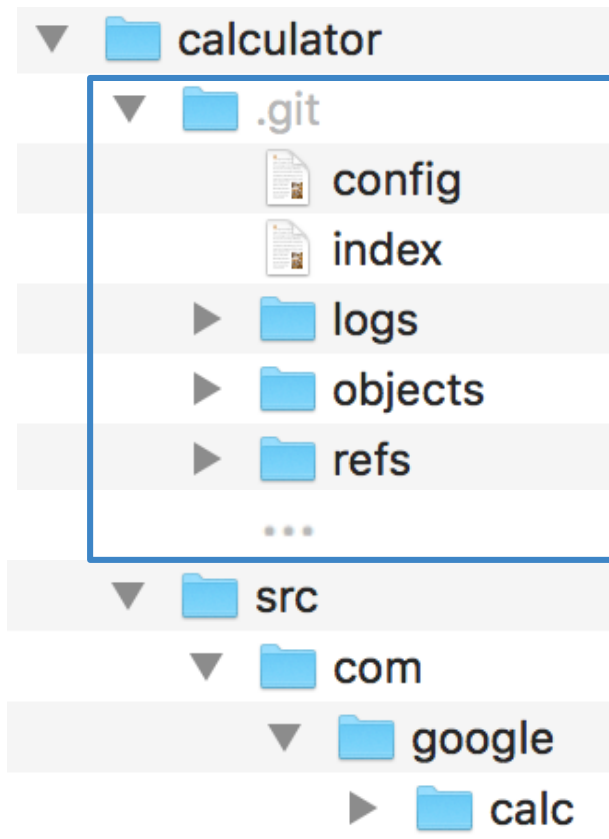 calculator
.git
config
index
logs
objects
refs
...
src
com
google
calc